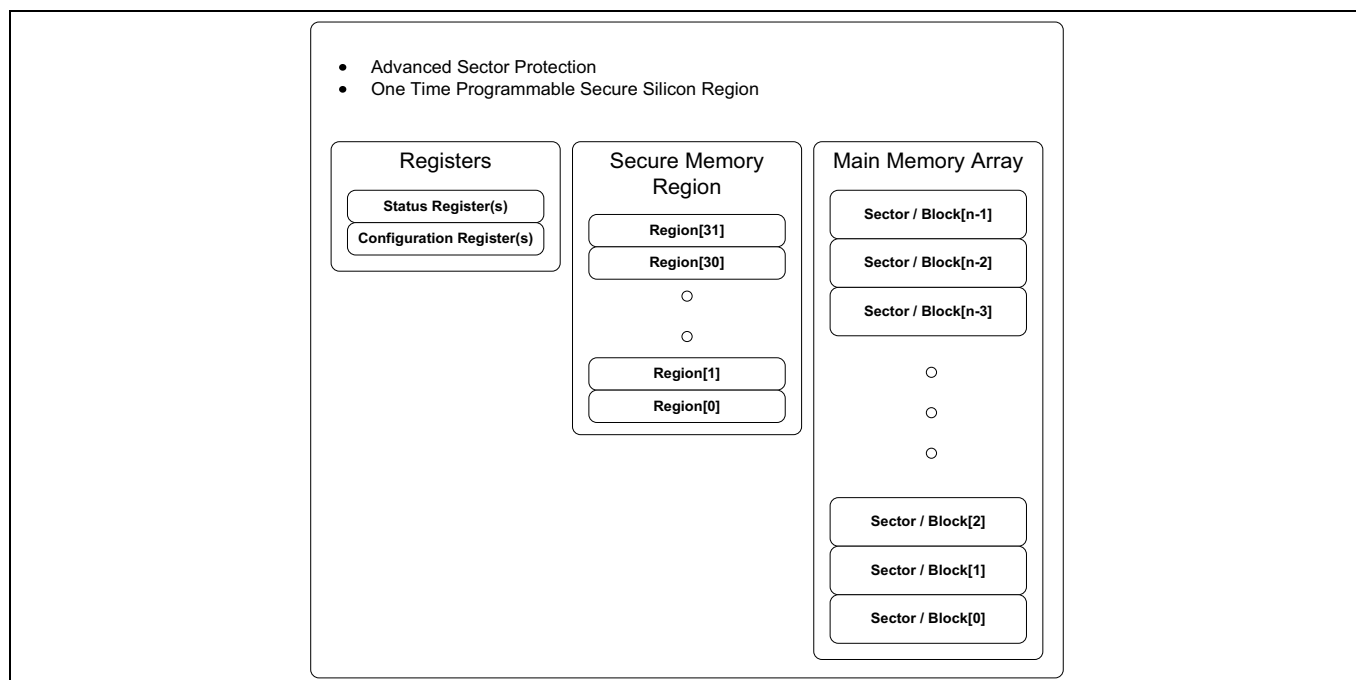 • Advanced Sector Protection
• One Time Programmable Secure Silicon Region
Registers
Status Register(s)
Configuration Register(s)
Secure Memory
Region
Region[31]
Region[30]
Region[1]
Region[0]
Main Memory Array
Sector / Block[n-1]
Sector / Block[n-2]
Sector / Block[n-3]
Sector / Block[2]
Sector / Block[1]
Sector / Block[0]